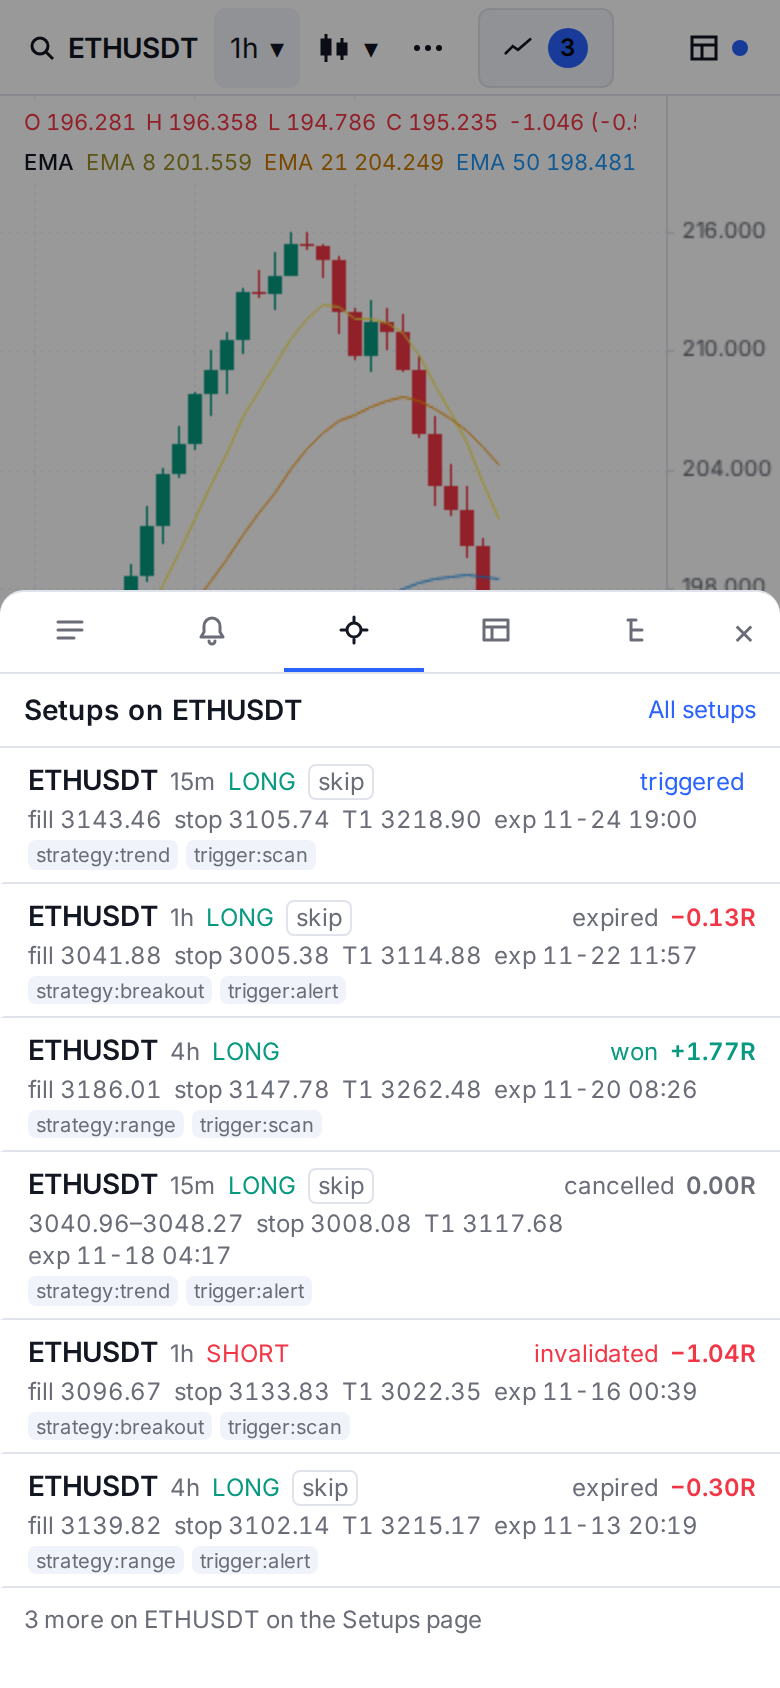 ETHUSDT 1h ▾ ▾ ••• 3
O 196.281 H 196.358 L 194.786 C 195.235 -1.046 (-0.
EMA EMA 8 201.559 EMA 21 204.249 EMA 50 198.481
216.000
210.000
204.000
198.000
Setups on ETHUSDT All setups
ETHUSDT 15m LONG skip triggered
fill 3143.46 stop 3105.74 T1 3218.90 exp 11-24 19:00
strategy:trend trigger:scan
ETHUSDT 1h LONG skip expired −0.13R
fill 3041.88 stop 3005.38 T1 3114.88 exp 11-22 11:57
strategy:breakout trigger:alert
ETHUSDT 4h LONG won +1.77R
fill 3186.01 stop 3147.78 T1 3262.48 exp 11-20 08:26
strategy:range trigger:scan
ETHUSDT 15m LONG skip cancelled 0.00R
3040.96–3048.27 stop 3008.08 T1 3117.68
exp 11-18 04:17
strategy:trend trigger:alert
ETHUSDT 1h SHORT invalidated −1.04R
fill 3096.67 stop 3133.83 T1 3022.35 exp 11-16 00:39
strategy:breakout trigger:scan
ETHUSDT 4h LONG skip expired −0.30R
fill 3139.82 stop 3102.14 T1 3215.17 exp 11-13 20:19
strategy:range trigger:alert
3 more on ETHUSDT on the Setups page